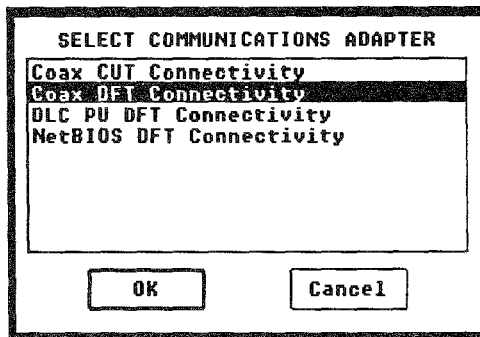 SELECT COMMUNICATIONS ADAPTER
Coax CUT Connectivity
Coax DFT Connectivity
DLC PU DFT Connectivity
NetBIOS DFT Connectivity
OK
Cancel